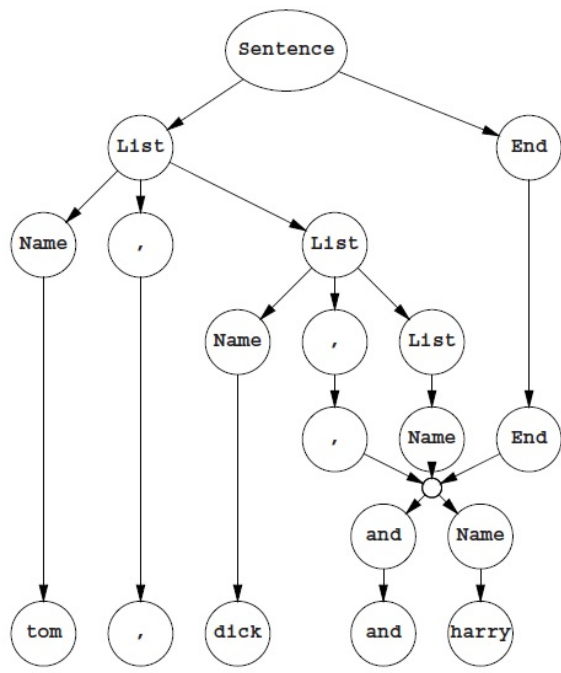 Sentence
List End
Name , List
Name , List
, Name End
and Name
tom , dick and harry